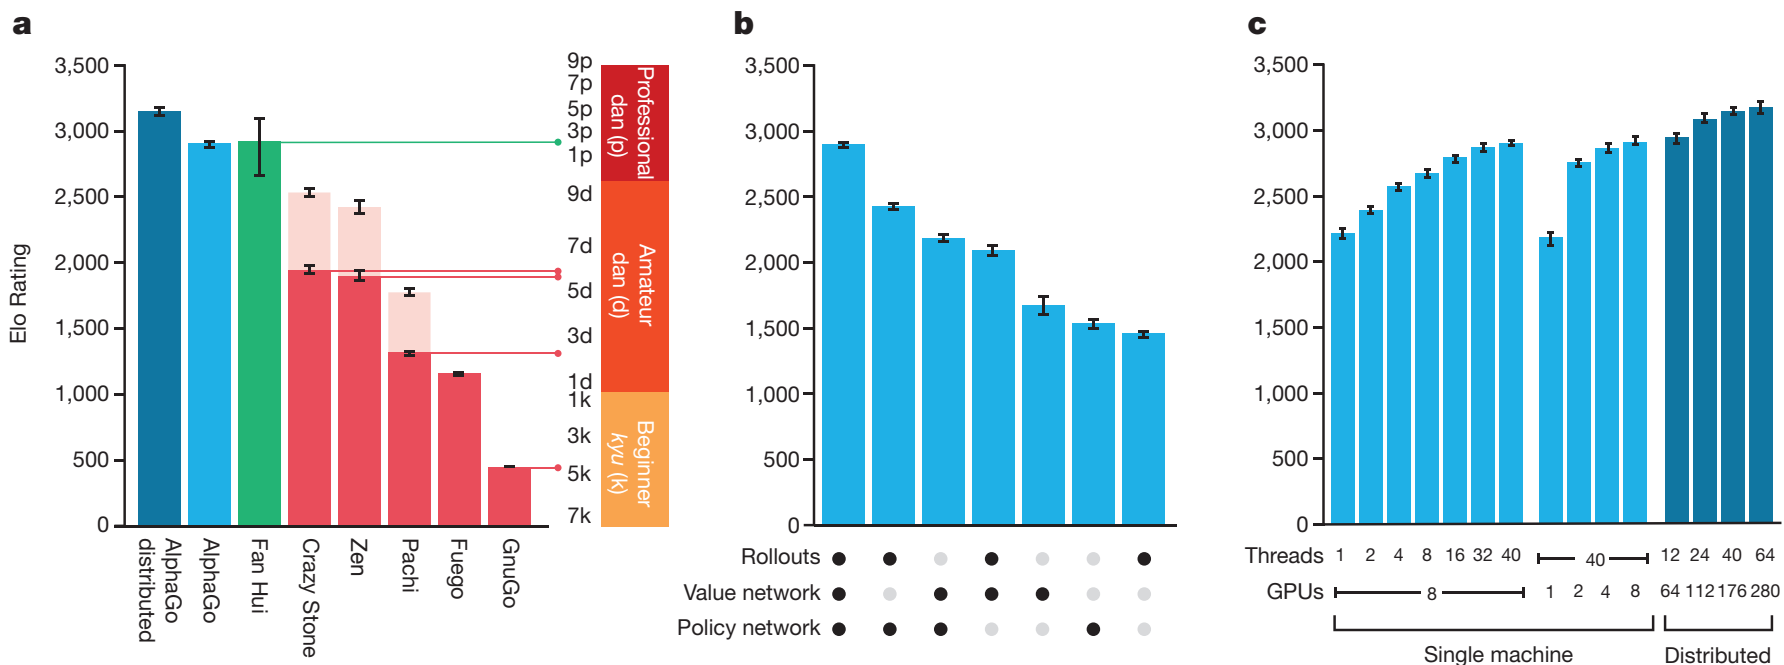 a
Elo Rating
3,500
3,000
2,500
2,000
1,500
1,000
500
0
AlphaGo
distributed
AlphaGo
Fan Hui
Crazy Stone
Zen
Pachi
Fuego
GnuGo
9p
7p
5p
3p
1p
9d
7d
5d
3d
1d
1k
3k
5k
7k
Professional
dan (p)
Amateur
dan (d)
Beginner
kyu (k)
b
3,500
3,000
2,500
2,000
1,500
1,000
500
0
Rollouts
Value network
Policy network
c
3,500
3,000
2,500
2,000
1,500
1,000
500
0
Threads 1 2 4 8 16 32 40 40 12 24 40 64
GPUs 8 1 2 4 8 64 112 176 280
Single machine Distributed